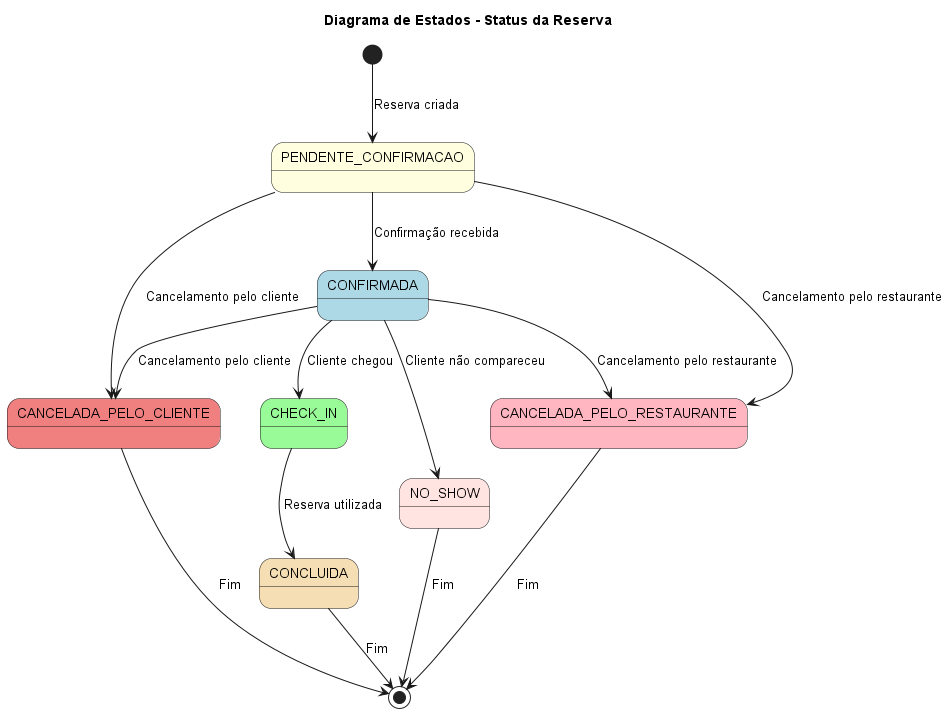 Diagrama de Estados - Status da Reserva
Reserva criada
PENDENTE_CONFIRMACAO
Confirmação recebida
CONFIRMADA
Cancelamento pelo cliente
Cancelamento pelo restaurante
Cancelamento pelo cliente
Cliente chegou
Cliente não compareceu
Cancelamento pelo restaurante
CANCELADA_PELO_CLIENTE
CHECK_IN
CANCELADA_PELO_RESTAURANTE
NO_SHOW
Reserva utilizada
CONCLUIDA
Fim
Fim
Fim
Fim